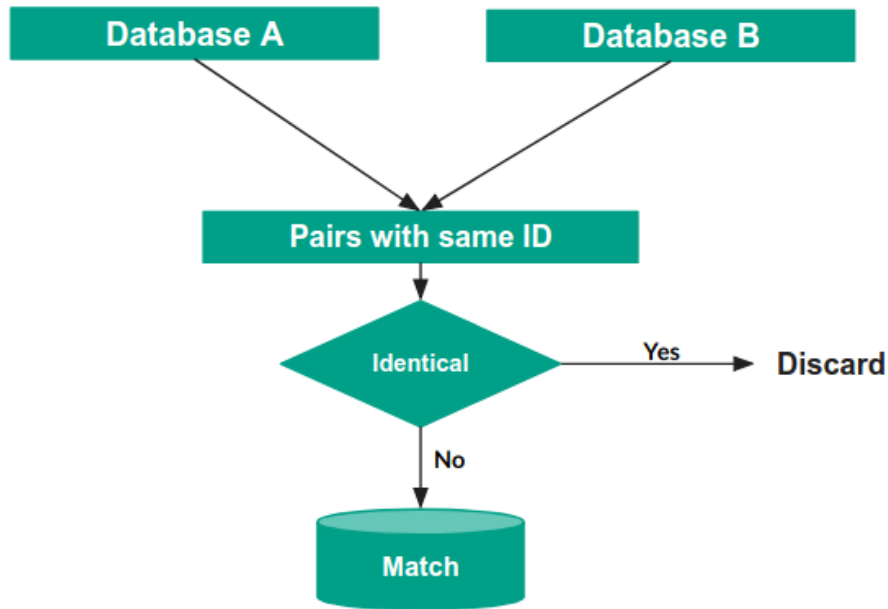 Database A
Database B
Pairs with same ID
Identical
Yes
Discard
No
Match